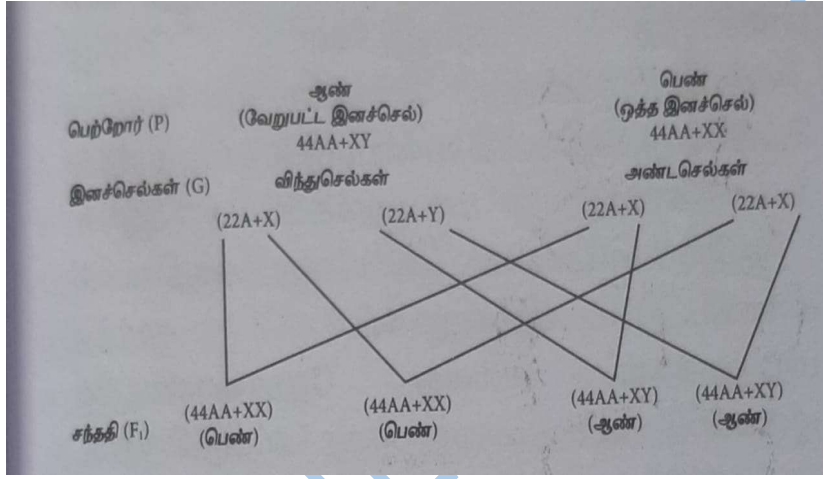 ஆண்
பெண்
பெற்றோர் (P)
(வேறுபட்ட இனச்செல்)
(ஒத்த இனச்செல்)
44AA+XY
44AA+XX
இனச்செல்கள் (G)
விந்துசெல்கள்
அண்டசெல்கள்
(22A+X)
(22A+Y)
(22A+X)
(22A+X)
சந்ததி (F₁)
(44AA+XX)
(44AA+XX)
(44AA+XY)
(44AA+XY)
(பெண்)
(பெண்)
(ஆண்)
(ஆண்)